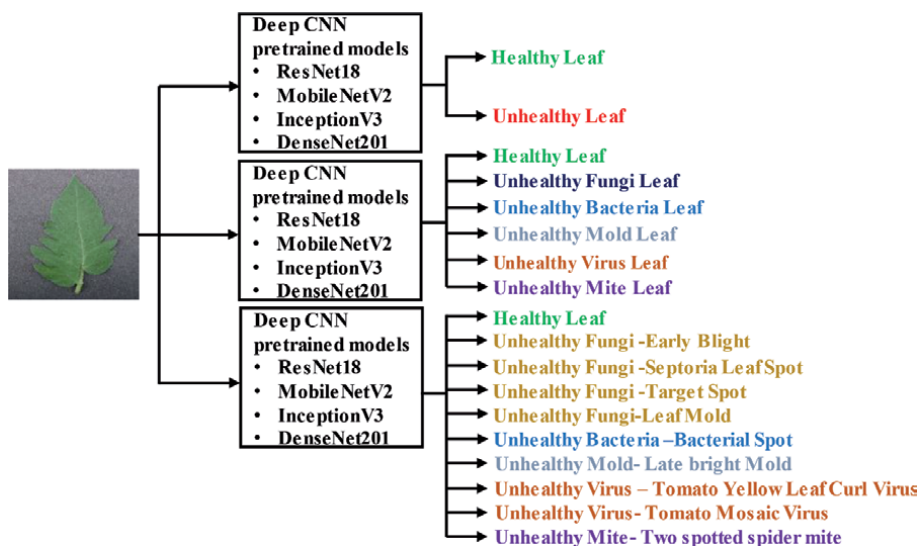 Deep CNN
pretrained models
• ResNet18
• MobileNetV2
• InceptionV3
• DenseNet201
Healthy Leaf
Unhealthy Leaf
Deep CNN
pretrained models
• ResNet18
• MobileNetV2
• InceptionV3
• DenseNet201
Healthy Leaf
Unhealthy Fungi Leaf
Unhealthy Bacteria Leaf
Unhealthy Mold Leaf
Unhealthy Virus Leaf
Unhealthy Mite Leaf
Deep CNN
pretrained models
• ResNet18
• MobileNetV2
• InceptionV3
• DenseNet201
Healthy Leaf
Unhealthy Fungi -Early Blight
Unhealthy Fungi -Septoria Leaf Spot
Unhealthy Fungi -Target Spot
Unhealthy Fungi-Leaf Mold
Unhealthy Bacteria –Bacterial Spot
Unhealthy Mold- Late bright Mold
Unhealthy Virus – Tomato Yellow Leaf Curl Virus
Unhealthy Virus- Tomato Mosaic Virus
Unhealthy Mite- Two spotted spider mite